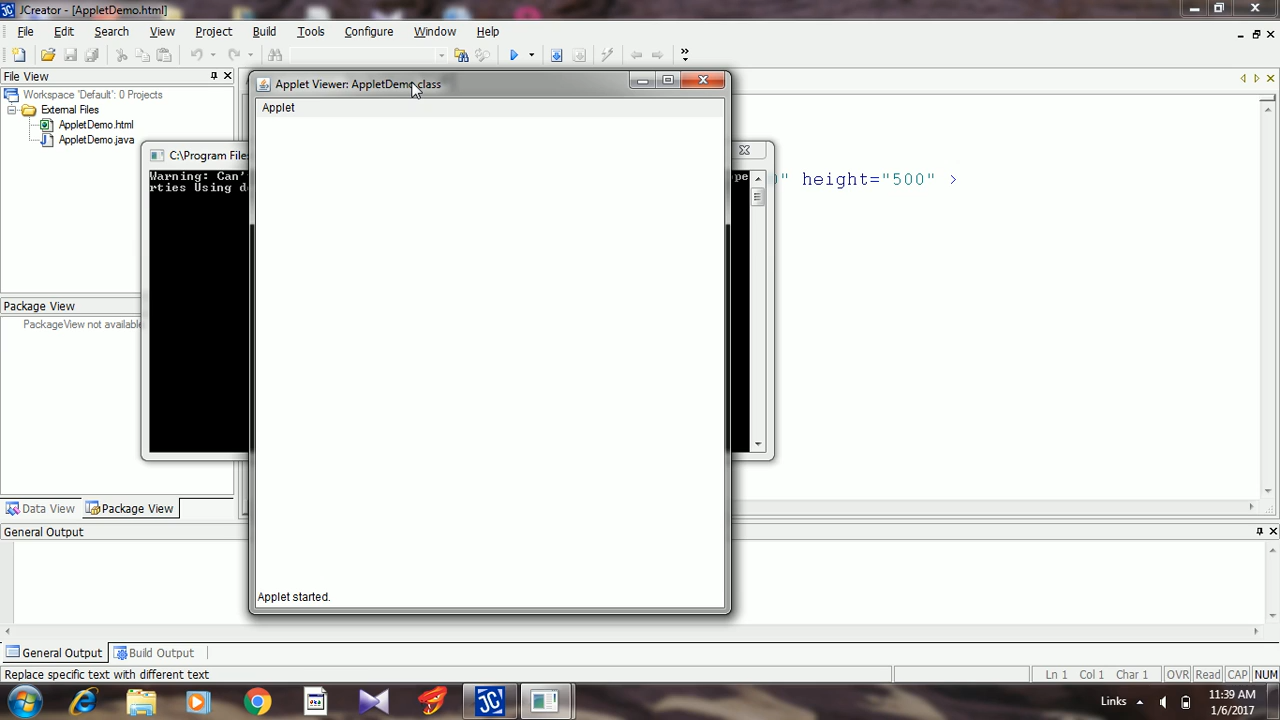 JCreator - [AppletDemo.html]
File Edit Search View Project Build Tools Configure Window Help
File View
Workspace 'Default': 0 Projects
External Files
AppletDemo.html
AppletDemo.java
Applet Viewer: AppletDemo.class
Applet
C:\Program Files
Warning: Can't
rties Using
" height="500" >
Package View
PackageView not available
Data View Package View
Applet started.
General Output
General Output Build Output
Replace specific text with different text Ln 1 Col 1 Char 1 OVR Read CAP NUM
JC JC Links 11:39 AM
1/6/2017